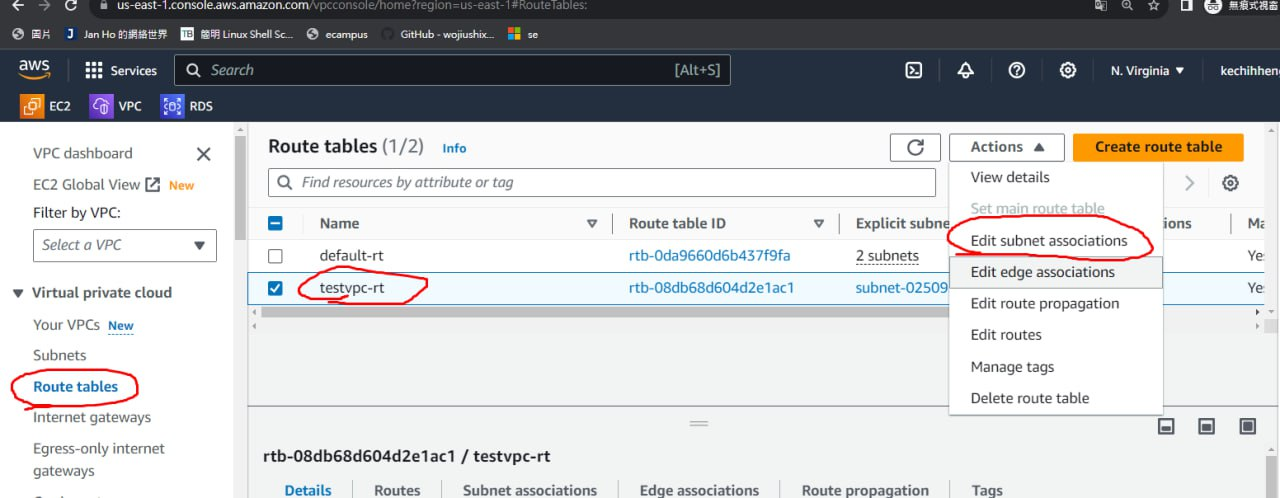 us-east-1.console.aws.amazon.com/vpcconsole/home?region=us-east-1#RouteTables:
無痕式視窗
圖片 Jan Ho 的網絡世界 TB 簡明 Linux Shell Sc... ecampus GitHub - wojiushix... se
aws Services Search [Alt+S] N. Virginia kechihheng
EC2 VPC RDS
VPC dashboard
EC2 Global View New
Filter by VPC:
Select a VPC
Virtual private cloud
Your VPCs New
Subnets
Route tables
Internet gateways
Egress-only internet
gateways
Route tables (1/2) Info
Actions
Create route table
Find resources by attribute or tag
Name Route table ID Explicit subne ions Ma
default-rt rtb-0da9660d6b437f9fa 2 subnets Yes
testvpc-rt rtb-08db68d604d2e1ac1 subnet-02509 Yes
View details
Set main route table
Edit subnet associations
Edit edge associations
Edit route propagation
Edit routes
Manage tags
Delete route table
rtb-08db68d604d2e1ac1 / testvpc-rt
Details Routes Subnet associations Edge associations Route propagation Tags